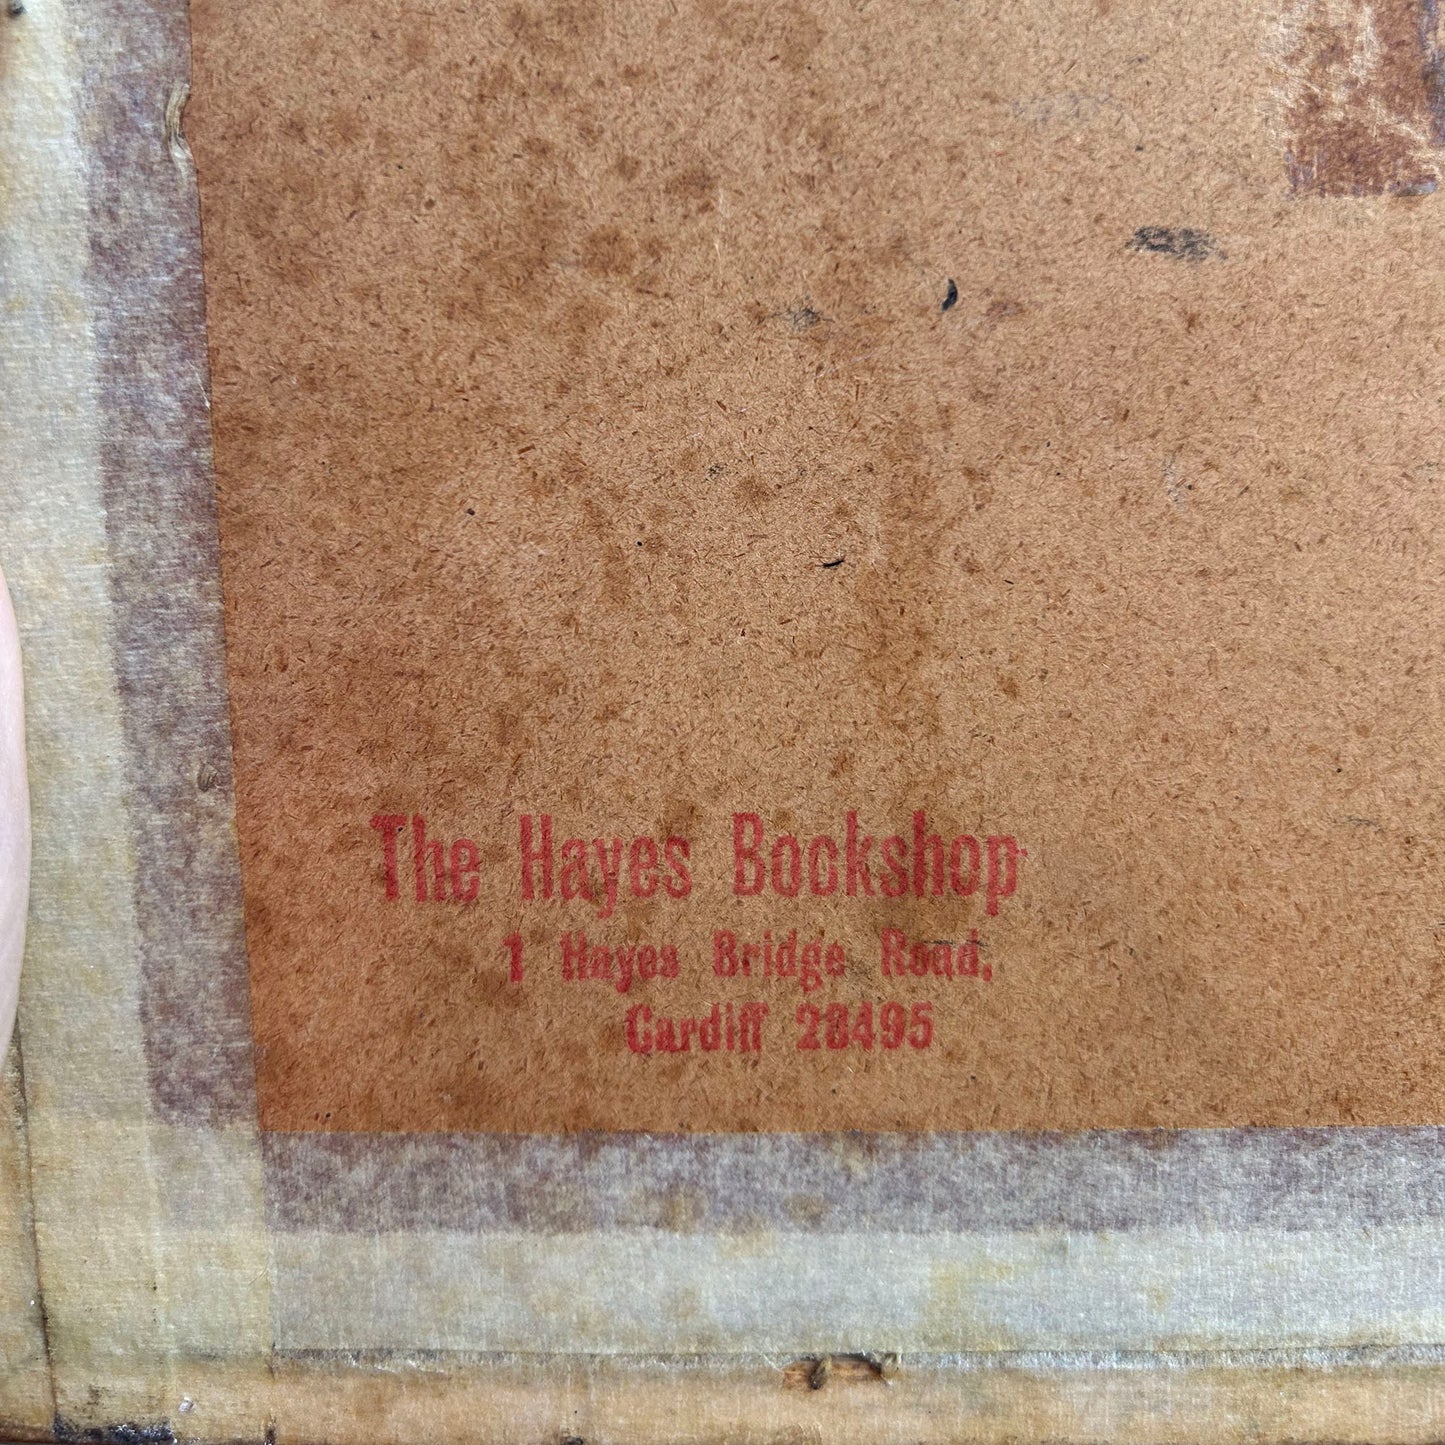 The Hayes Bookshop
1 Hayes Bridge Road,
Cardiff 28495